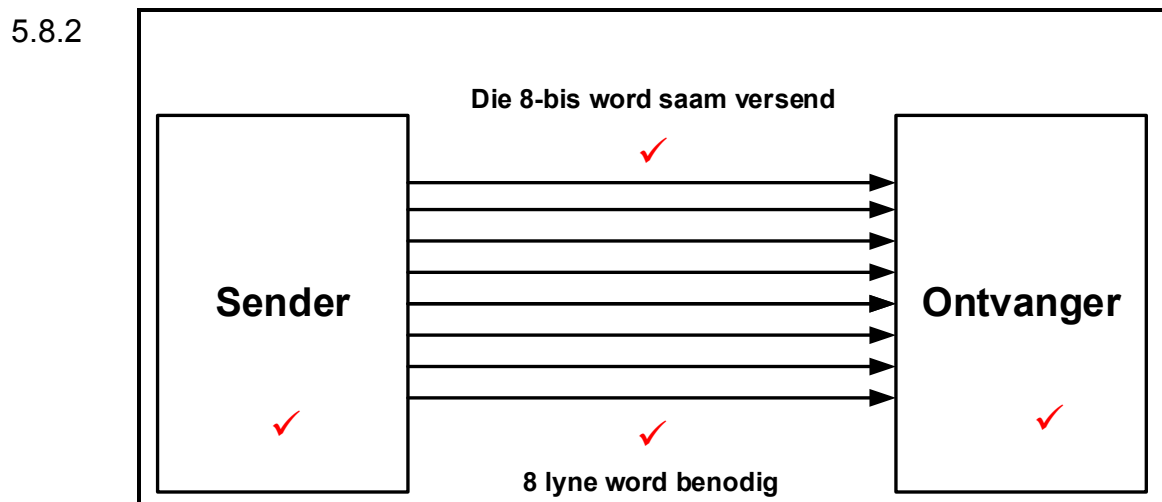 5.8.2
Die 8-bis word saam versend
Sender
Ontvanger
8 lyne word benodig